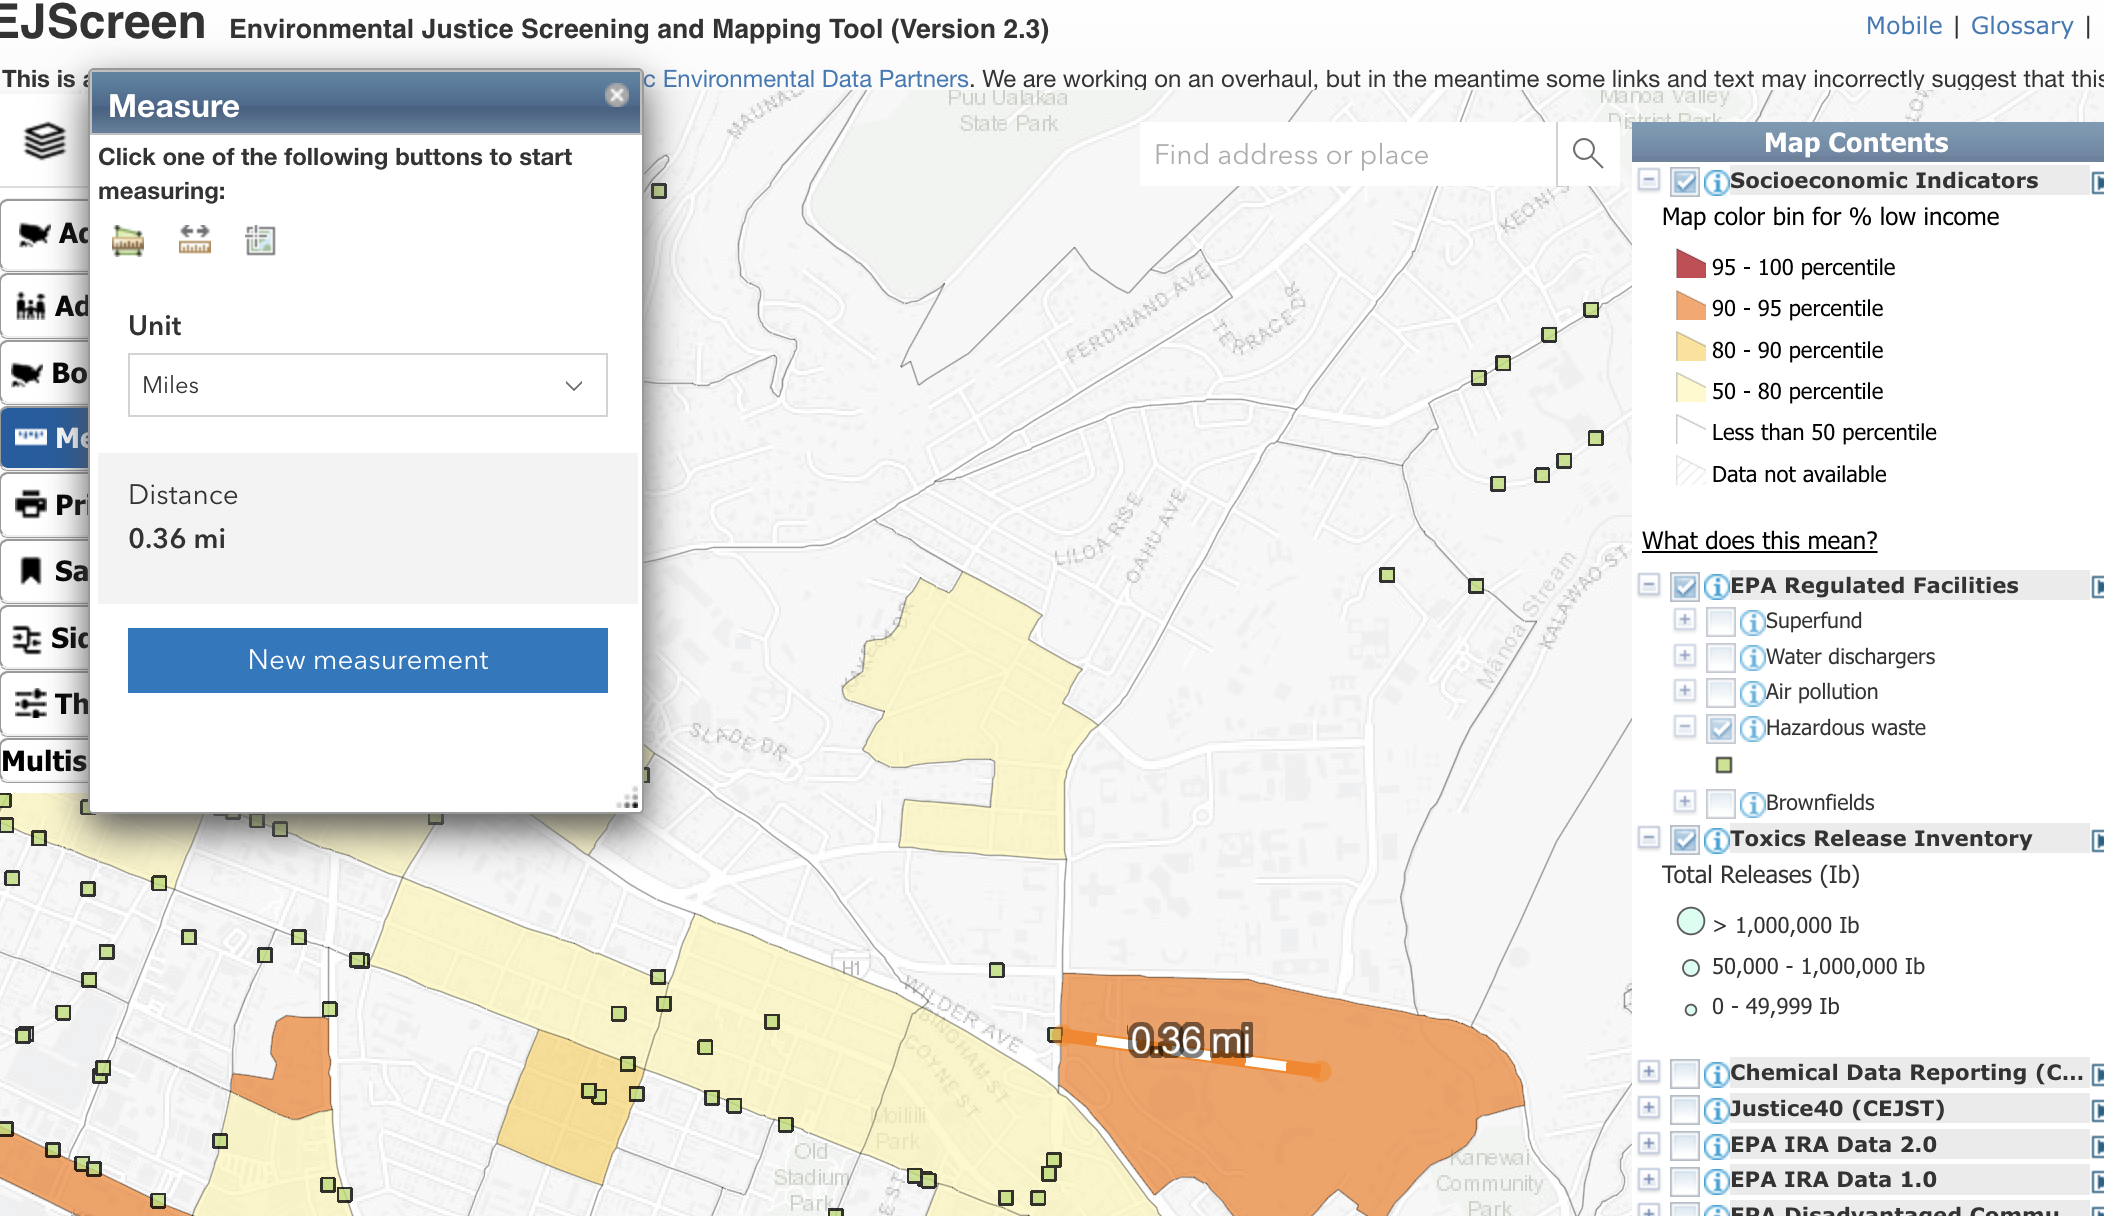 EJScreen Environmental Justice Screening and Mapping Tool (Version 2.3)
Mobile | Glossary |
This is a
c Environmental Data Partners. We are working on an overhaul, but in the meantime some links and text may incorrectly suggest that this
Measure
Click one of the following buttons to start
measuring:
Unit
Miles
Distance
0.36 mi
New measurement
Ad
Ad
Bo
Me
Pri
Sa
Sid
Th
Multis
Find address or place
Puu Ualakaa
State Park
Manoa Valley
District Park
FERDINAND AVE
LILOA RISE
OAHU AVE
Manoa Stream
KALAWAO ST
SLADE DR
H1
WILDER AVE
BINGHAM ST
COYNE ST
0.36 mi
Moiliili
Park
Old
Stadium
Park
Kanewai
Community
Park
Map Contents
Socioeconomic Indicators
Map color bin for % low income
95 - 100 percentile
90 - 95 percentile
80 - 90 percentile
50 - 80 percentile
Less than 50 percentile
Data not available
What does this mean?
EPA Regulated Facilities
Superfund
Water dischargers
Air pollution
Hazardous waste
Brownfields
Toxics Release Inventory
Total Releases (lb)
> 1,000,000 lb
50,000 - 1,000,000 lb
0 - 49,999 lb
Chemical Data Reporting (C...
Justice40 (CEJST)
EPA IRA Data 2.0
EPA IRA Data 1.0
EPA Disadvantaged Commu